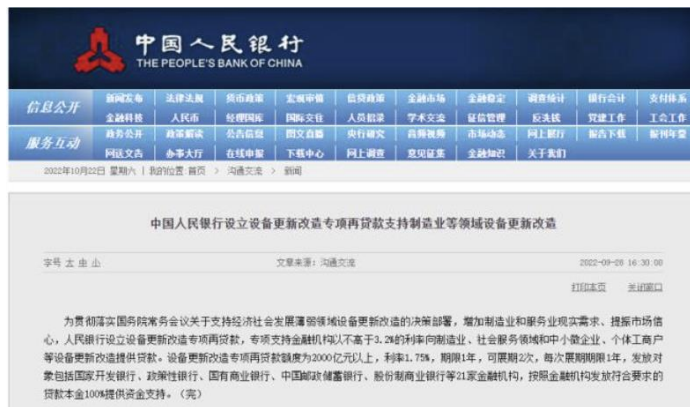 中国人民银行
THE PEOPLE'S BANK OF CHINA
信息公开
新闻发布 法律法规 货币政策 宏观审慎 信贷政策 金融市场 金融稳定 调查统计 银行会计 支付体系
金融科技 人民币 经理国库 国际交往 人员招录 学术交流 征信管理 反洗钱 党建工作 工会工作
服务互动
政务公开 政策解读 公告信息 图文直播 央行研究 音频视频 市场动态 网上展厅 报告下载 报刊年鉴
网送文告 办事大厅 在线申报 下载中心 网上调查 意见征集 金融知识 关于我们
2022年10月22日 星期六 | 我的位置:首页 > 沟通交流 > 新闻
中国人民银行设立设备更新改造专项再贷款支持制造业等领域设备更新改造
字号 大 中 小 文章来源：沟通交流 2022-09-28 16:30:00
打印本页 关闭窗口
为贯彻落实国务院常务会议关于支持经济社会发展薄弱领域设备更新改造的决策部署，增加制造业和服务业现实需求、提振市场信
心，人民银行设立设备更新改造专项再贷款，专项支持金融机构以不高于3.2%的利率向制造业、社会服务领域和中小微企业、个体工商户
等设备更新改造提供贷款。设备更新改造专项再贷款额度为2000亿元以上，利率1.75%，期限1年，可展期2次，每次展期期限1年，发放对
象包括国家开发银行、政策性银行、国有商业银行、中国邮政储蓄银行、股份制商业银行等21家金融机构，按照金融机构发放符合要求的
贷款本金100%提供资金支持。（完）